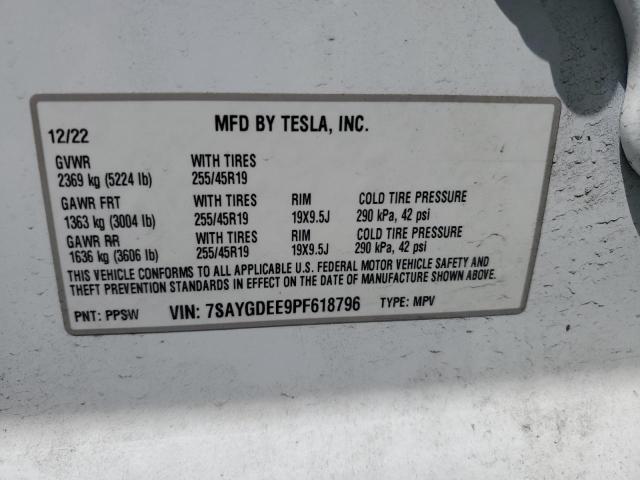 MFD BY TESLA, INC.
12/22
GVWR WITH TIRES
2369 kg (5224 lb) 255/45R19
GAWR FRT WITH TIRES RIM COLD TIRE PRESSURE
1363 kg (3004 lb) 255/45R19 19X9.5J 290 kPa, 42 psi
GAWR RR WITH TIRES RIM COLD TIRE PRESSURE
1636 kg (3606 lb) 255/45R19 19X9.5J 290 kPa, 42 psi
THIS VEHICLE CONFORMS TO ALL APPLICABLE U.S. FEDERAL MOTOR VEHICLE SAFETY AND
THEFT PREVENTION STANDARDS IN EFFECT ON THE DATE OF MANUFACTURE SHOWN ABOVE.
PNT: PPSW VIN: 7SAYGDEE9PF618796 TYPE: MPV